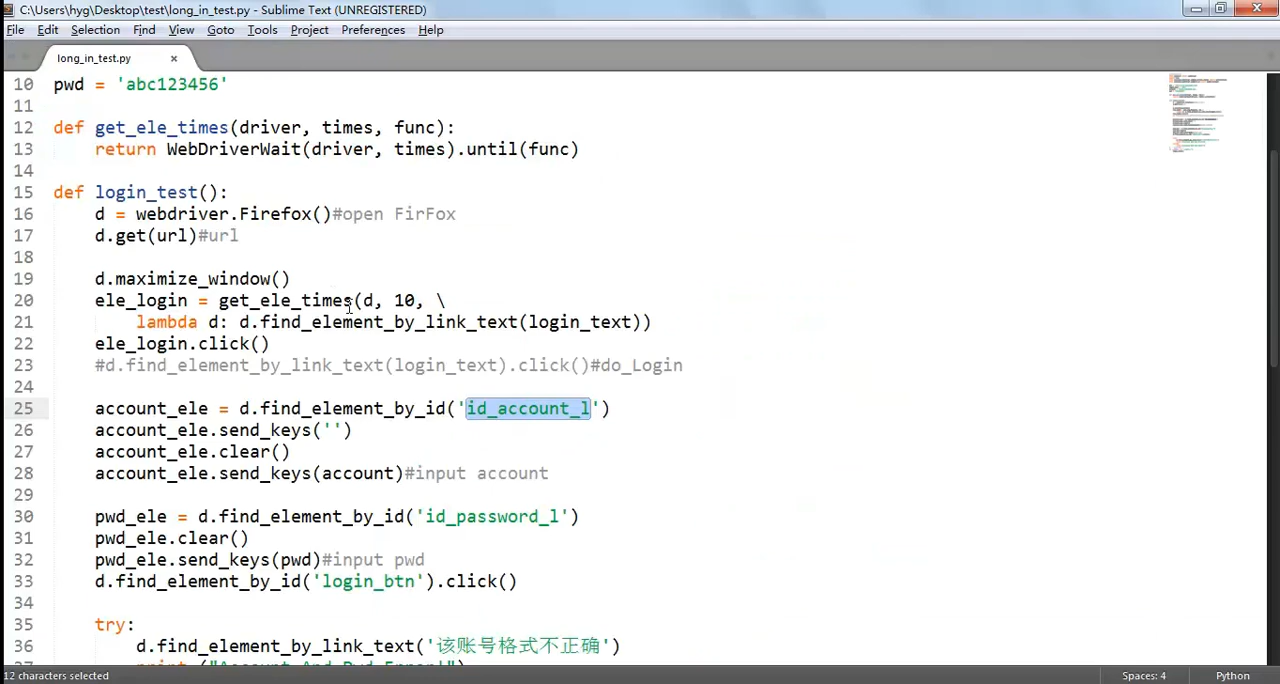 C:\Users\hyg\Desktop\test\long_in_test.py - Sublime Text (UNREGISTERED)
File Edit Selection Find View Goto Tools Project Preferences Help
long_in_test.py ×
10 pwd = 'abc123456'
11
12 def get_ele_times(driver, times, func):
13     return WebDriverWait(driver, times).until(func)
14
15 def login_test():
16     d = webdriver.Firefox()#open FirFox
17     d.get(url)#url
18
19     d.maximize_window()
20     ele_login = get_ele_times(d, 10, \
21         lambda d: d.find_element_by_link_text(login_text))
22     ele_login.click()
23     #d.find_element_by_link_text(login_text).click()#do_Login
24
25     account_ele = d.find_element_by_id('id_account_l')
26     account_ele.send_keys('')
27     account_ele.clear()
28     account_ele.send_keys(account)#input account
29
30     pwd_ele = d.find_element_by_id('id_password_l')
31     pwd_ele.clear()
32     pwd_ele.send_keys(pwd)#input pwd
33     d.find_element_by_id('login_btn').click()
34
35     try:
36         d.find_element_by_link_text('该账号格式不正确')
37         print ("Account And Pwd Error!")
12 characters selected Spaces: 4 Python